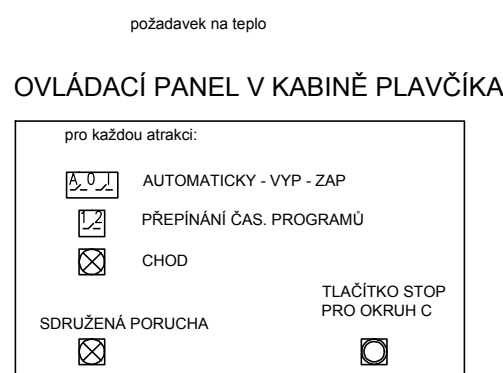 požadavek na teplo
OVLÁDACÍ PANEL V KABINĚ PLAVČÍKA
pro každou atrakci:
A 0 I AUTOMATICKY - VYP - ZAP
1 2 PŘEPÍNÁNÍ ČAS. PROGRAMŮ
CHOD
TLAČÍTKO STOP
PRO OKRUH C
SDRUŽENÁ PORUCHA